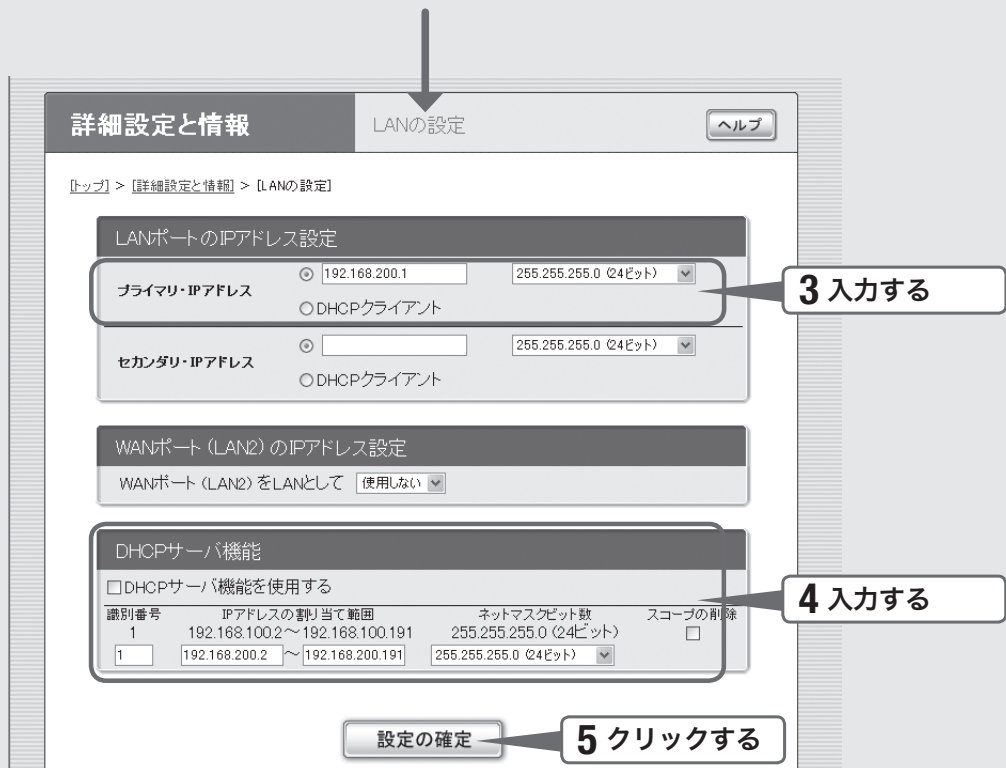 詳細設定と情報
LANの設定
ヘルプ
[トップ] > [詳細設定と情報] > [LANの設定]
LANポートのIPアドレス設定
プライマリ・IPアドレス
192.168.200.1
255.255.255.0 (24ビット)
DHCPクライアント
3 入力する
セカンダリ・IPアドレス
255.255.255.0 (24ビット)
DHCPクライアント
WANポート (LAN2) のIPアドレス設定
WANポート (LAN2) をLANとして 使用しない
DHCPサーバ機能
DHCPサーバ機能を使用する
4 入力する
識別番号 IPアドレスの割り当て範囲 ネットマスクビット数 スコープの削除
1 192.168.100.2～192.168.100.191 255.255.255.0 (24ビット)
1 192.168.200.2 ～ 192.168.200.191 255.255.255.0 (24ビット)
設定の確定
5 クリックする